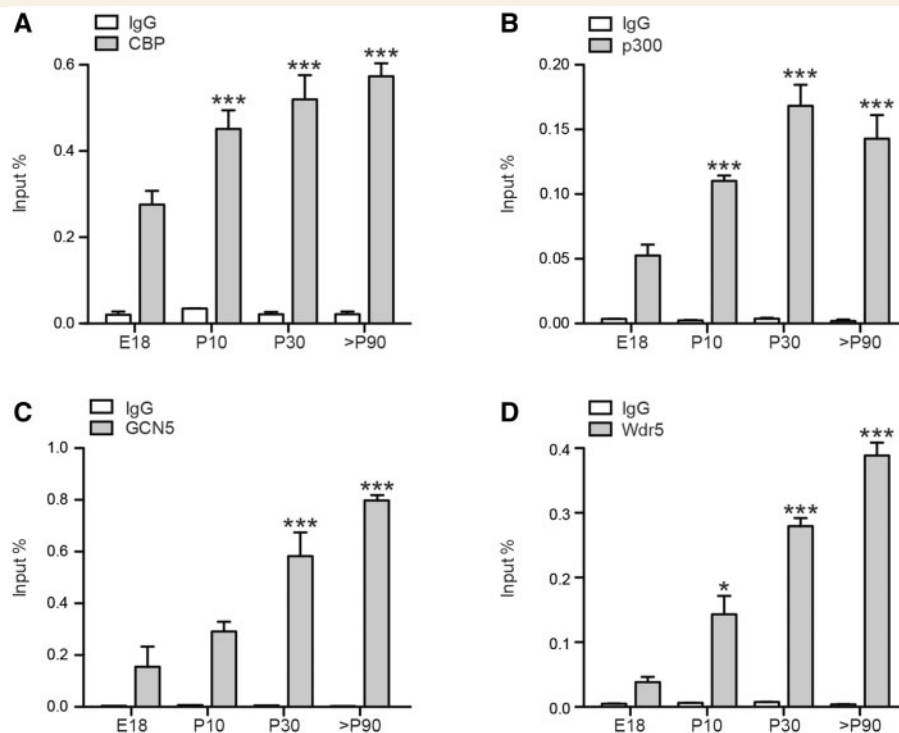 A
IgG
CBP
Input %
0.6
0.4
0.2
0.0
***
***
***
E18 P10 P30 >P90
B
IgG
p300
Input %
0.20
0.15
0.10
0.05
0.00
***
***
***
E18 P10 P30 >P90
C
IgG
GCN5
Input %
1.0
0.8
0.6
0.4
0.2
0.0
***
***
E18 P10 P30 >P90
D
IgG
Wdr5
Input %
0.4
0.3
0.2
0.1
0.0
*
***
***
E18 P10 P30 >P90